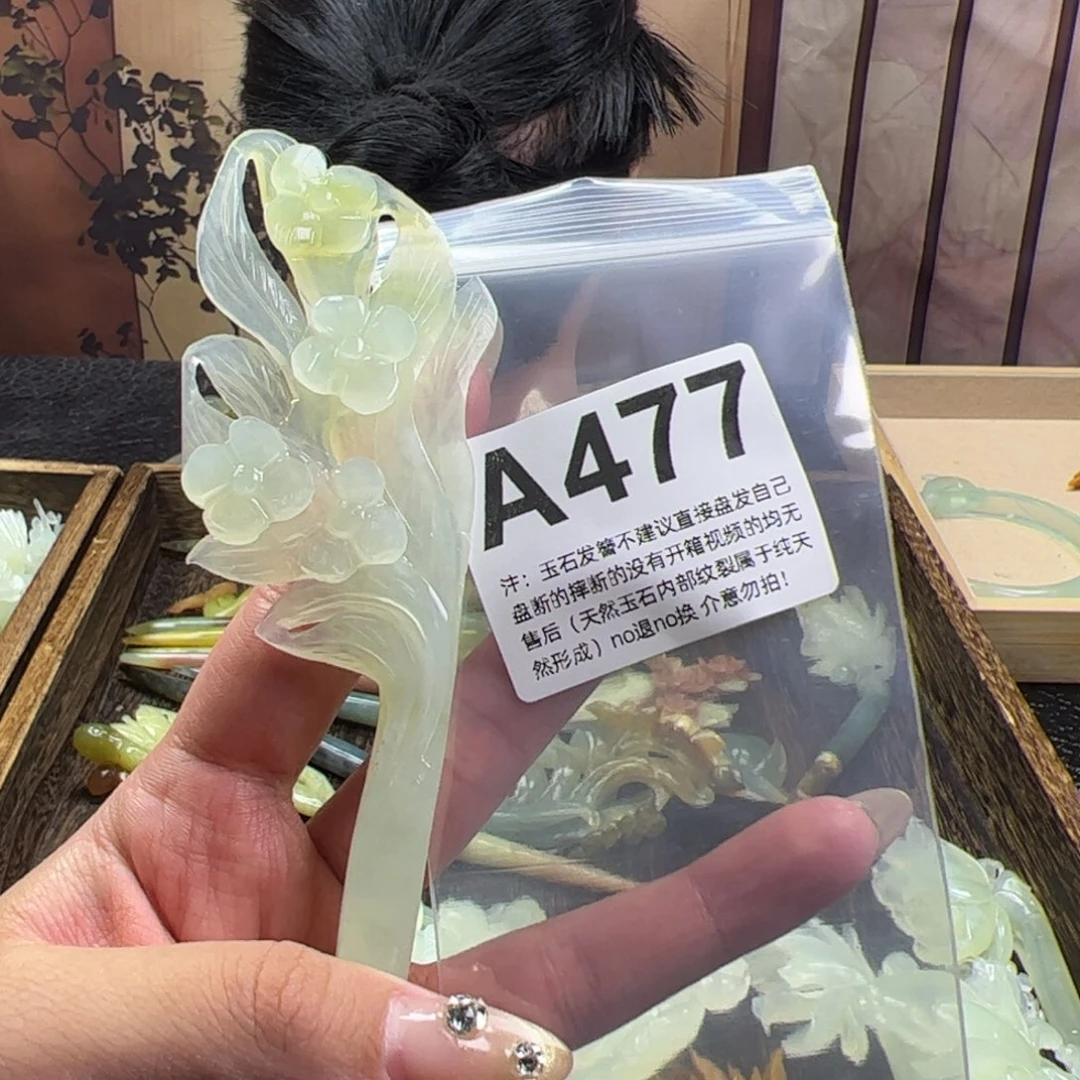 A477
注：玉石发簪不建议直接盘发自己
盘断的摔断的没有开箱视频的均无
售后（天然玉石内部纹裂属于纯天
然形成）no退no换 介意勿拍！